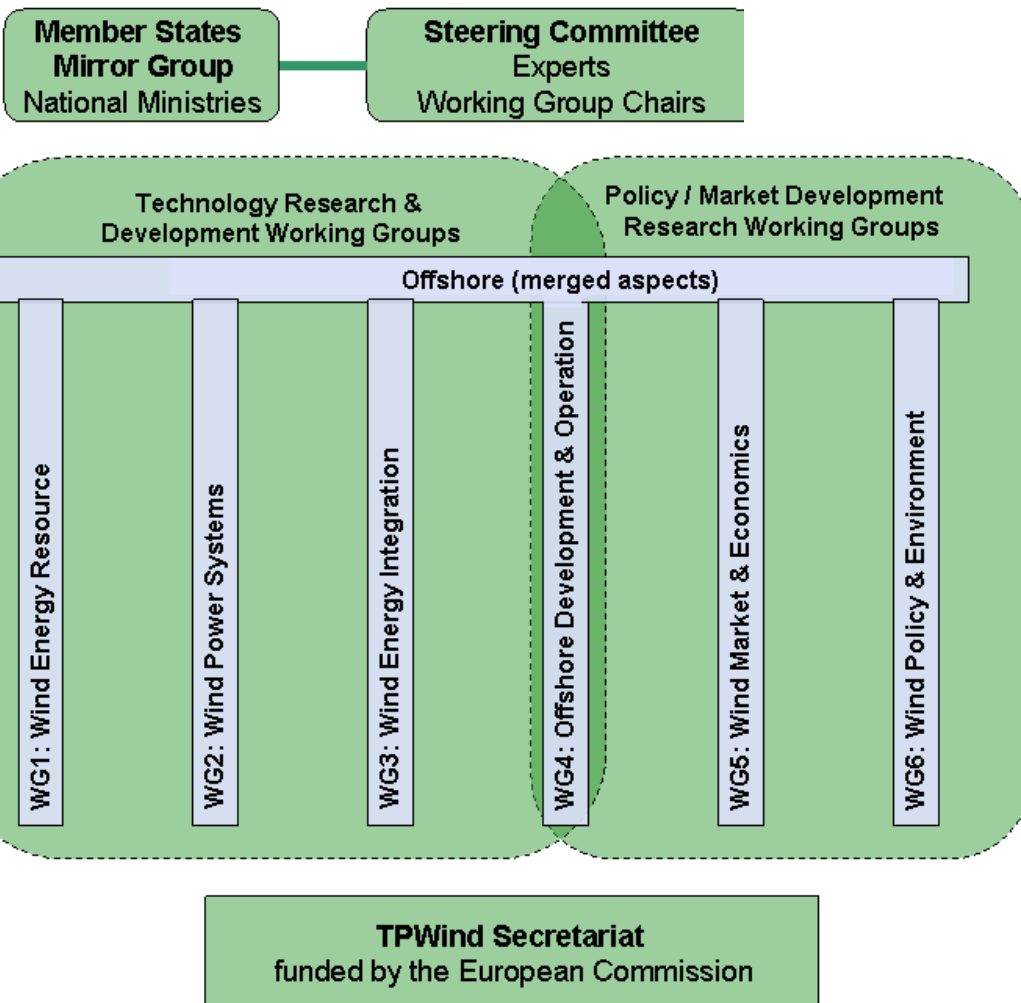 Member States
Mirror Group
National Ministries
Steering Committee
Experts
Working Group Chairs
Technology Research &
Development Working Groups
Policy / Market Development
Research Working Groups
Offshore (merged aspects)
WG1: Wind Energy Resource
WG2: Wind Power Systems
WG3: Wind Energy Integration
WG4: Offshore Development & Operation
WG5: Wind Market & Economics
WG6: Wind Policy & Environment
TPWind Secretariat
funded by the European Commission